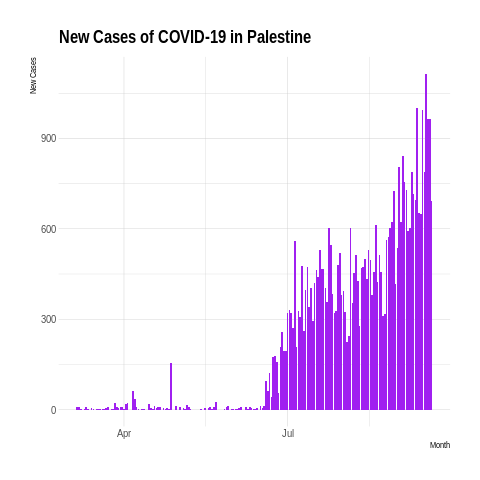 New Cases of COVID-19 in Palestine
New Cases
900
600
300
0
Apr
Jul
Month